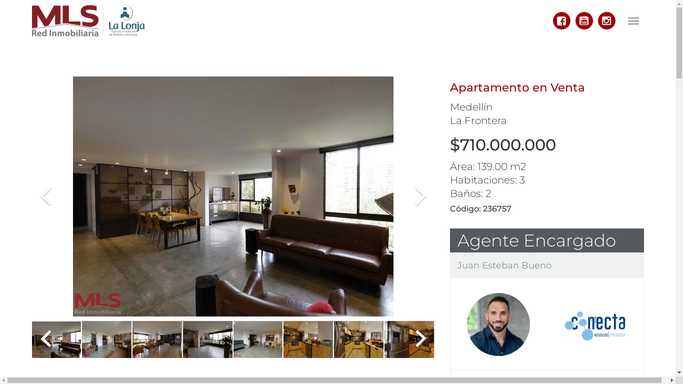 MLS
Red Inmobiliaria
La Lonja
Apartamento en Venta
Medellín
La Frontera
$710.000.000
Área: 139.00 m2
Habitaciones: 3
Baños: 2
Código: 236757
Agente Encargado
Juan Esteban Bueno
conecta
MLS
Red Inmobiliaria